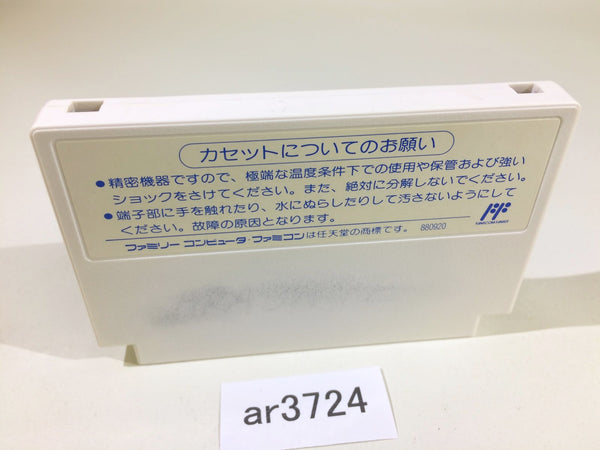 カセットについてのお願い
●精密機器ですので、極端な温度条件下での使用や保管および強い
ショックをさけてください。また、絶対に分解しないでください。
●端子部に手を触れたり、水にぬらしたりして汚さないようにして
ください。故障の原因となります。
ファミリー コンピュータ・ファミコンは任天堂の商標です。 880920
FAMICOM FAMILY
ar3724